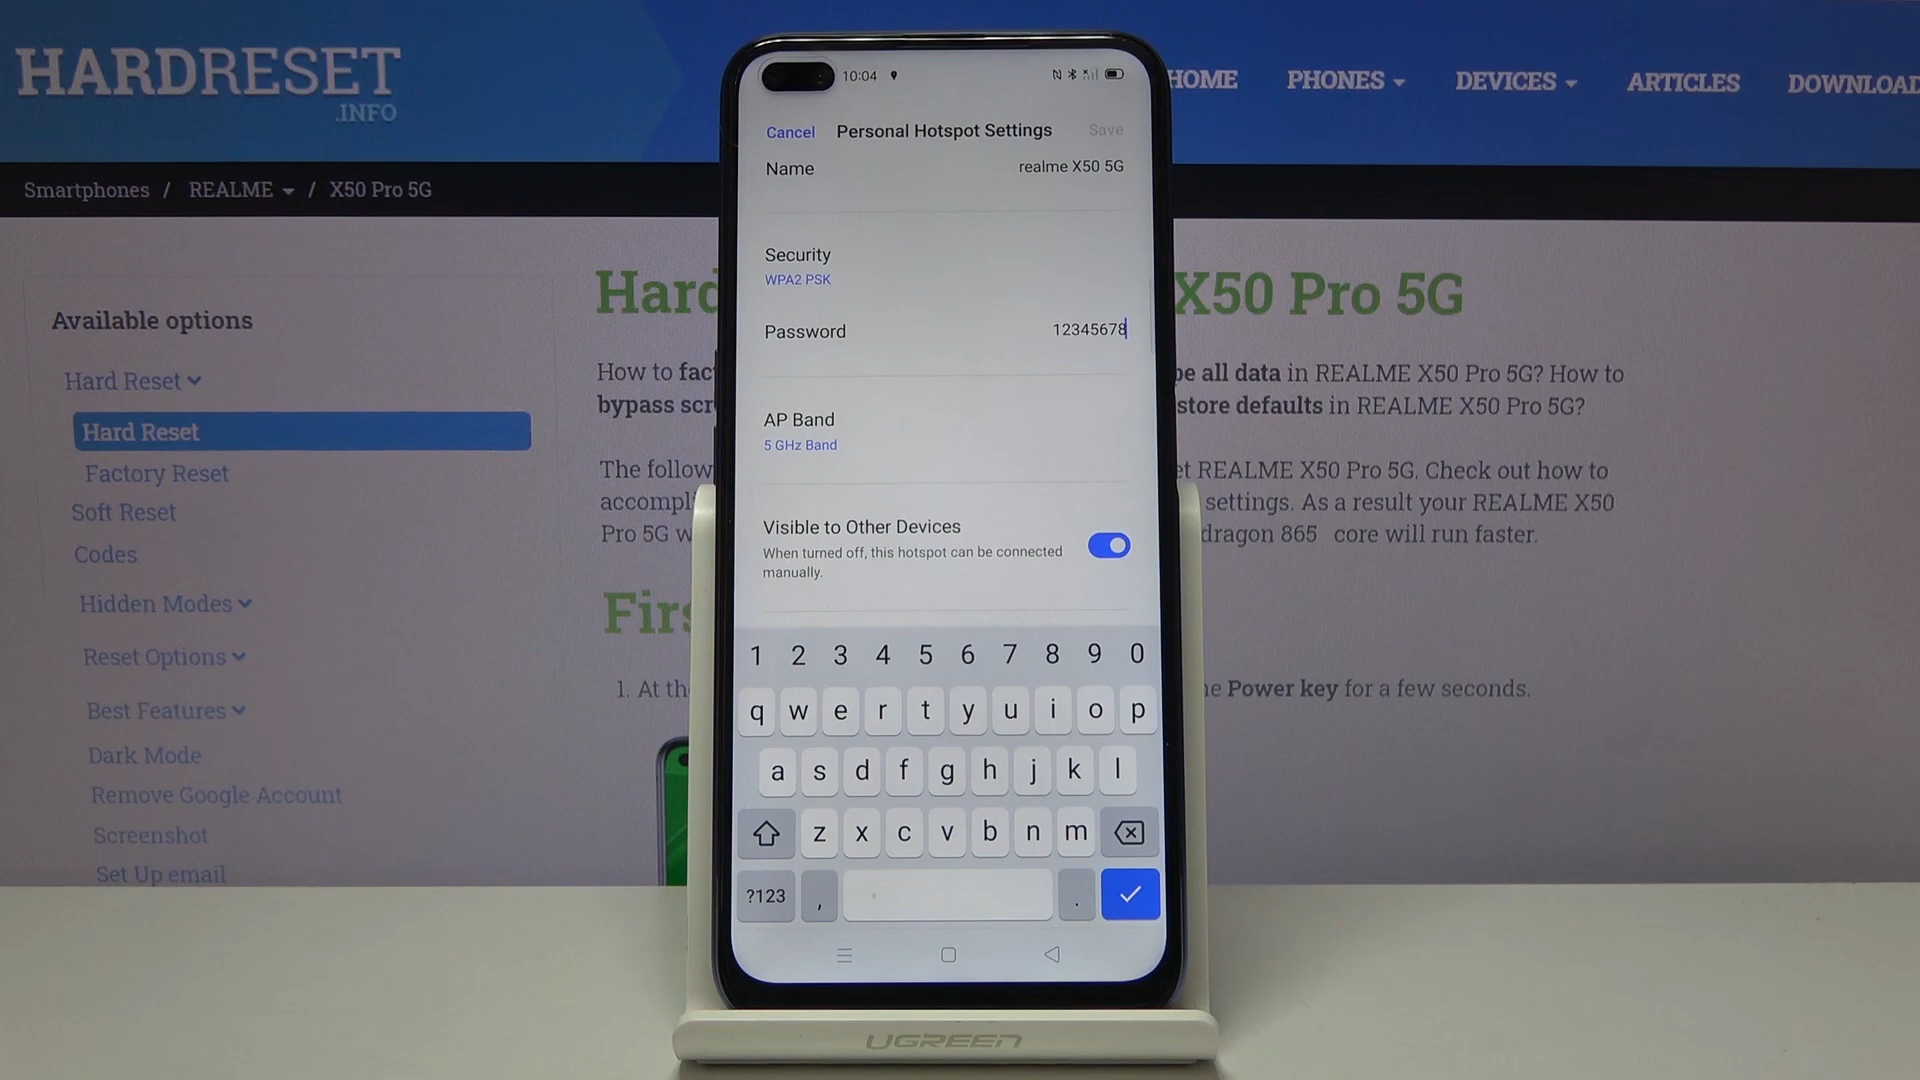 HARDRESET
.INFO
HOME
PHONES
DEVICES
ARTICLES
DOWNLOAD
Smartphones / REALME / X50 Pro 5G
Available options
Hard Reset
Hard Reset
Factory Reset
Soft Reset
Codes
Hidden Modes
Reset Options
Best Features
Dark Mode
Remove Google Account
Screenshot
Set Up email
Hard X50 Pro 5G
How to fac pe all data in REALME X50 Pro 5G? How to
bypass scr store defaults in REALME X50 Pro 5G?
The follow et REALME X50 Pro 5G. Check out how to
accompli settings. As a result your REALME X50
Pro 5G w dragon 865 core will run faster.
Firs
1. At th e Power key for a few seconds.
10:04
Cancel Personal Hotspot Settings Save
Name realme X50 5G
Security
WPA2 PSK
Password 12345678
AP Band
5 GHz Band
Visible to Other Devices
When turned off, this hotspot can be connected
manually.
1 2 3 4 5 6 7 8 9 0
q w e r t y u i o p
a s d f g h j k l
z x c v b n m
?123 , .
UGREEN